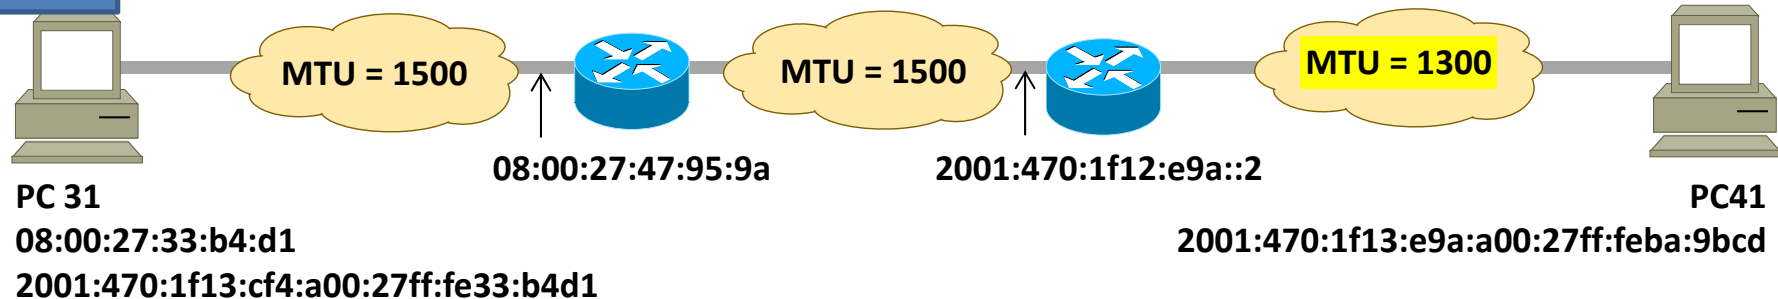 MTU = 1500
MTU = 1500
MTU = 1300
08:00:27:47:95:9a
2001:470:1f12:e9a::2
PC 31
08:00:27:33:b4:d1
2001:470:1f13:cf4:a00:27ff:fe33:b4d1
PC41
2001:470:1f13:e9a:a00:27ff:feba:9bcd